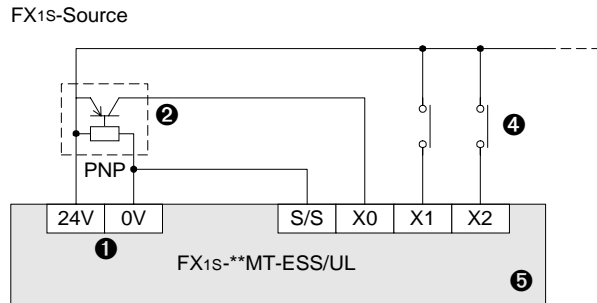 FX1S-Source
❷
❹
PNP
24V 0V S/S X0 X1 X2
❶
FX1S-**MT-ESS/UL
❺